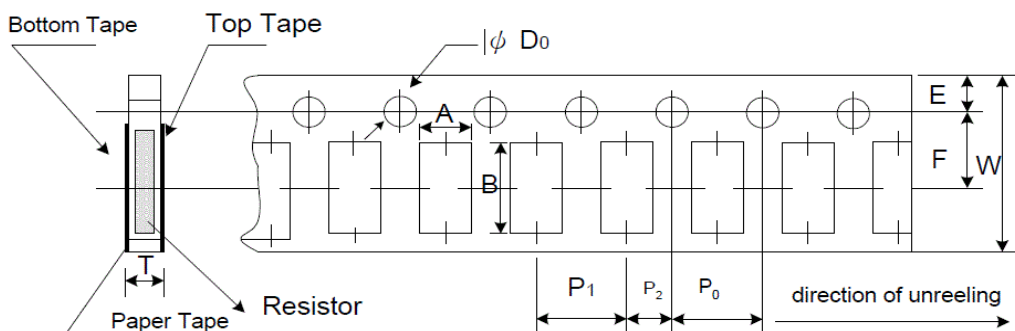 Bottom Tape
Top Tape
|ψ D0
E
A
F
W
B
T
P1
P2
P0
Resistor
direction of unreeling
Paper Tape